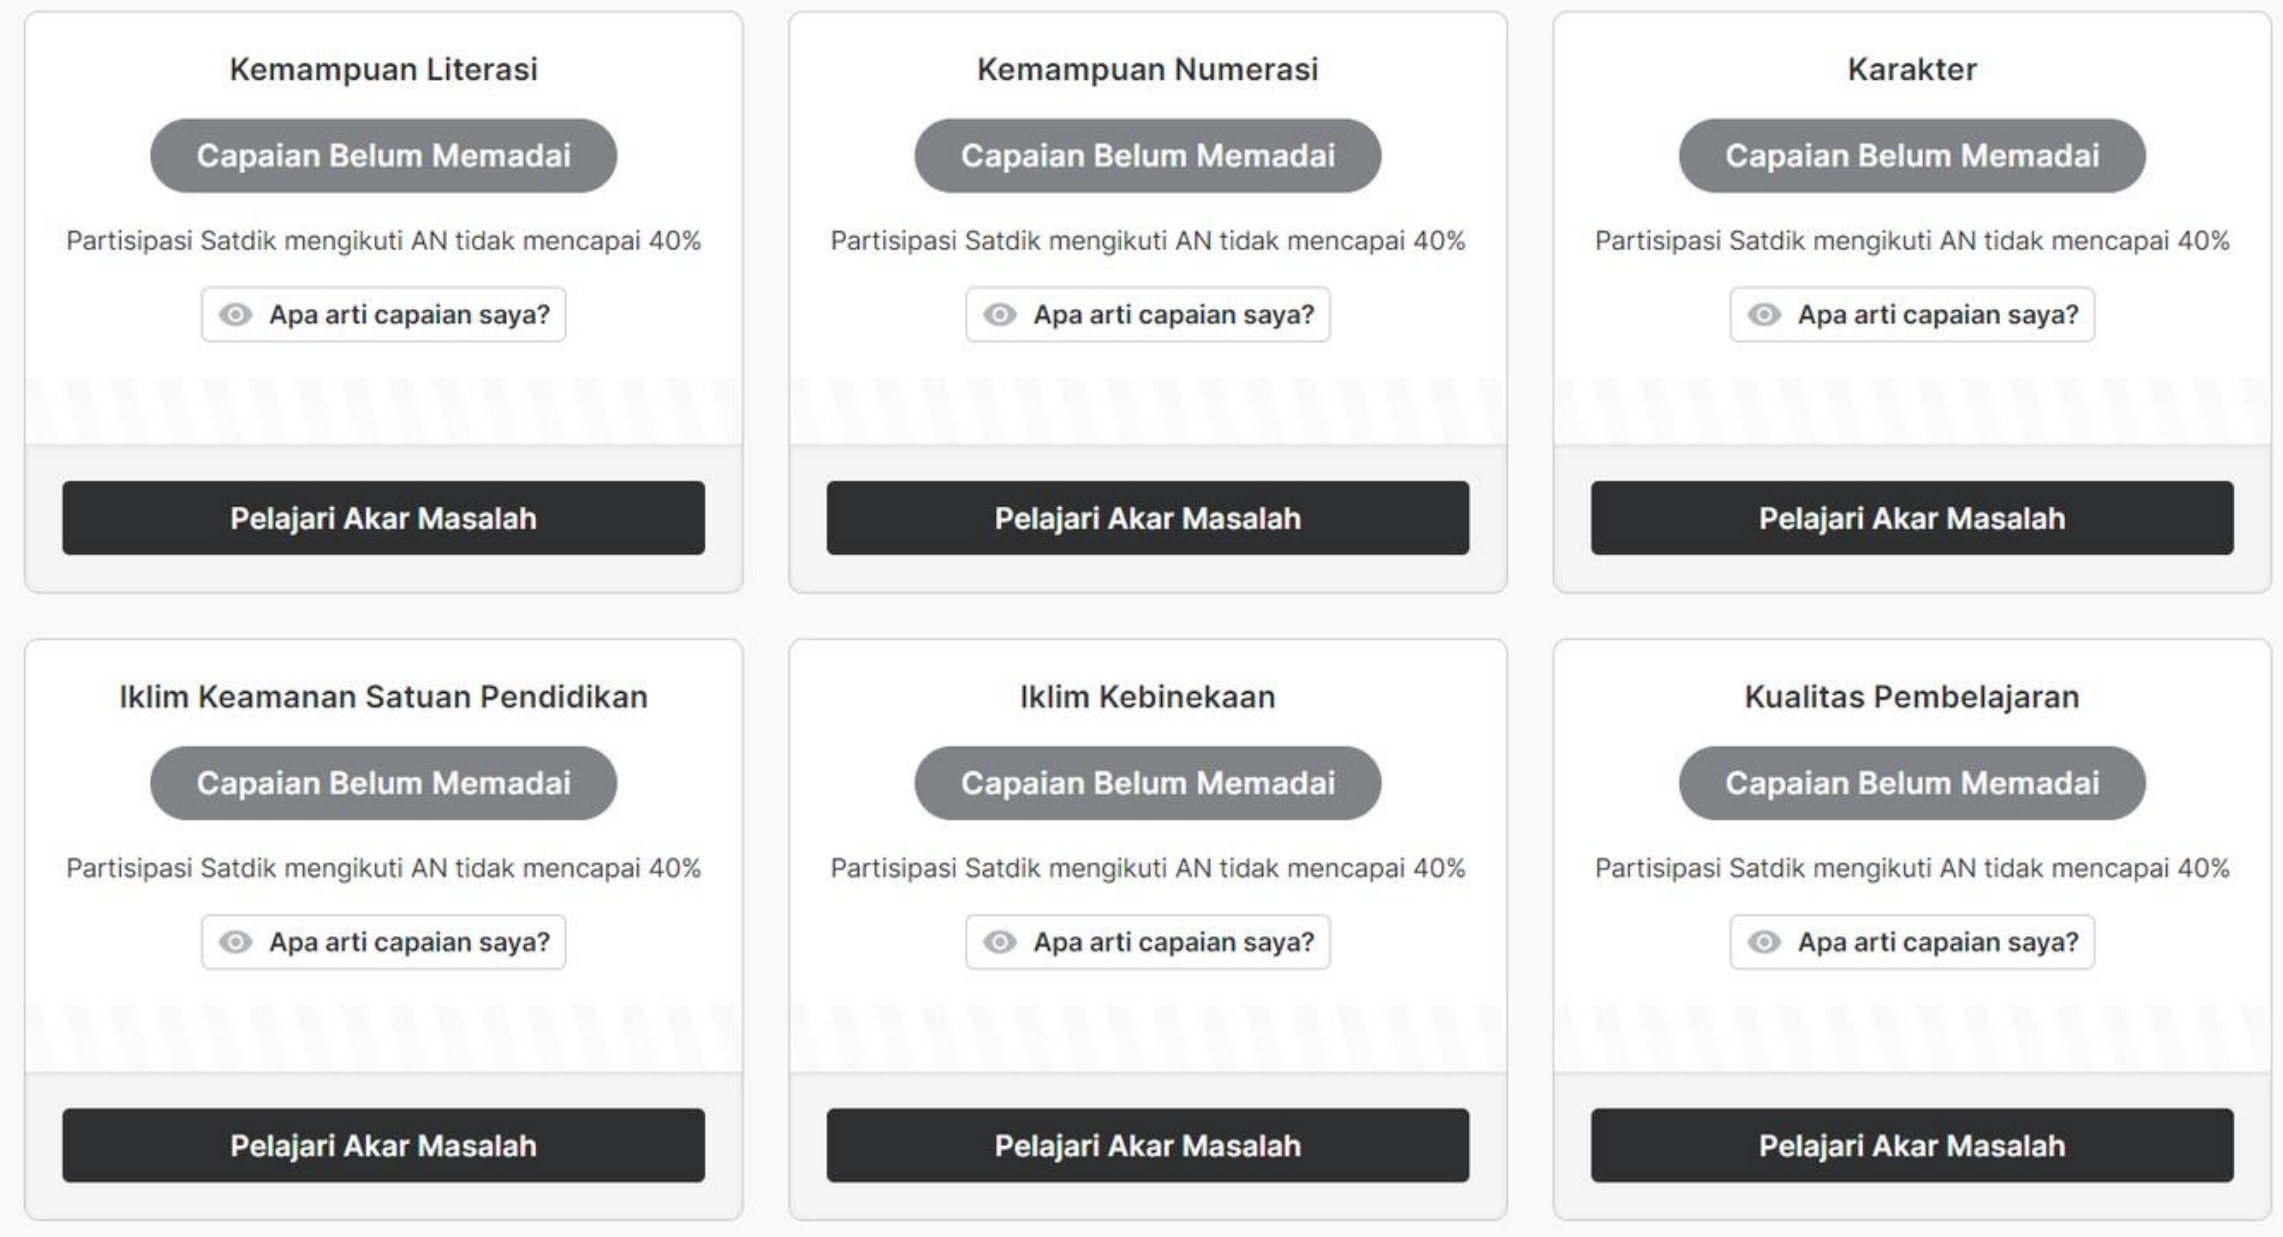 Kemampuan Literasi
Capaian Belum Memadai
Partisipasi Satdik mengikuti AN tidak mencapai 40%
Apa arti capaian saya?
Pelajari Akar Masalah
Kemampuan Numerasi
Capaian Belum Memadai
Partisipasi Satdik mengikuti AN tidak mencapai 40%
Apa arti capaian saya?
Pelajari Akar Masalah
Karakter
Capaian Belum Memadai
Partisipasi Satdik mengikuti AN tidak mencapai 40%
Apa arti capaian saya?
Pelajari Akar Masalah
Iklim Keamanan Satuan Pendidikan
Capaian Belum Memadai
Partisipasi Satdik mengikuti AN tidak mencapai 40%
Apa arti capaian saya?
Pelajari Akar Masalah
Iklim Kebinekaan
Capaian Belum Memadai
Partisipasi Satdik mengikuti AN tidak mencapai 40%
Apa arti capaian saya?
Pelajari Akar Masalah
Kualitas Pembelajaran
Capaian Belum Memadai
Partisipasi Satdik mengikuti AN tidak mencapai 40%
Apa arti capaian saya?
Pelajari Akar Masalah